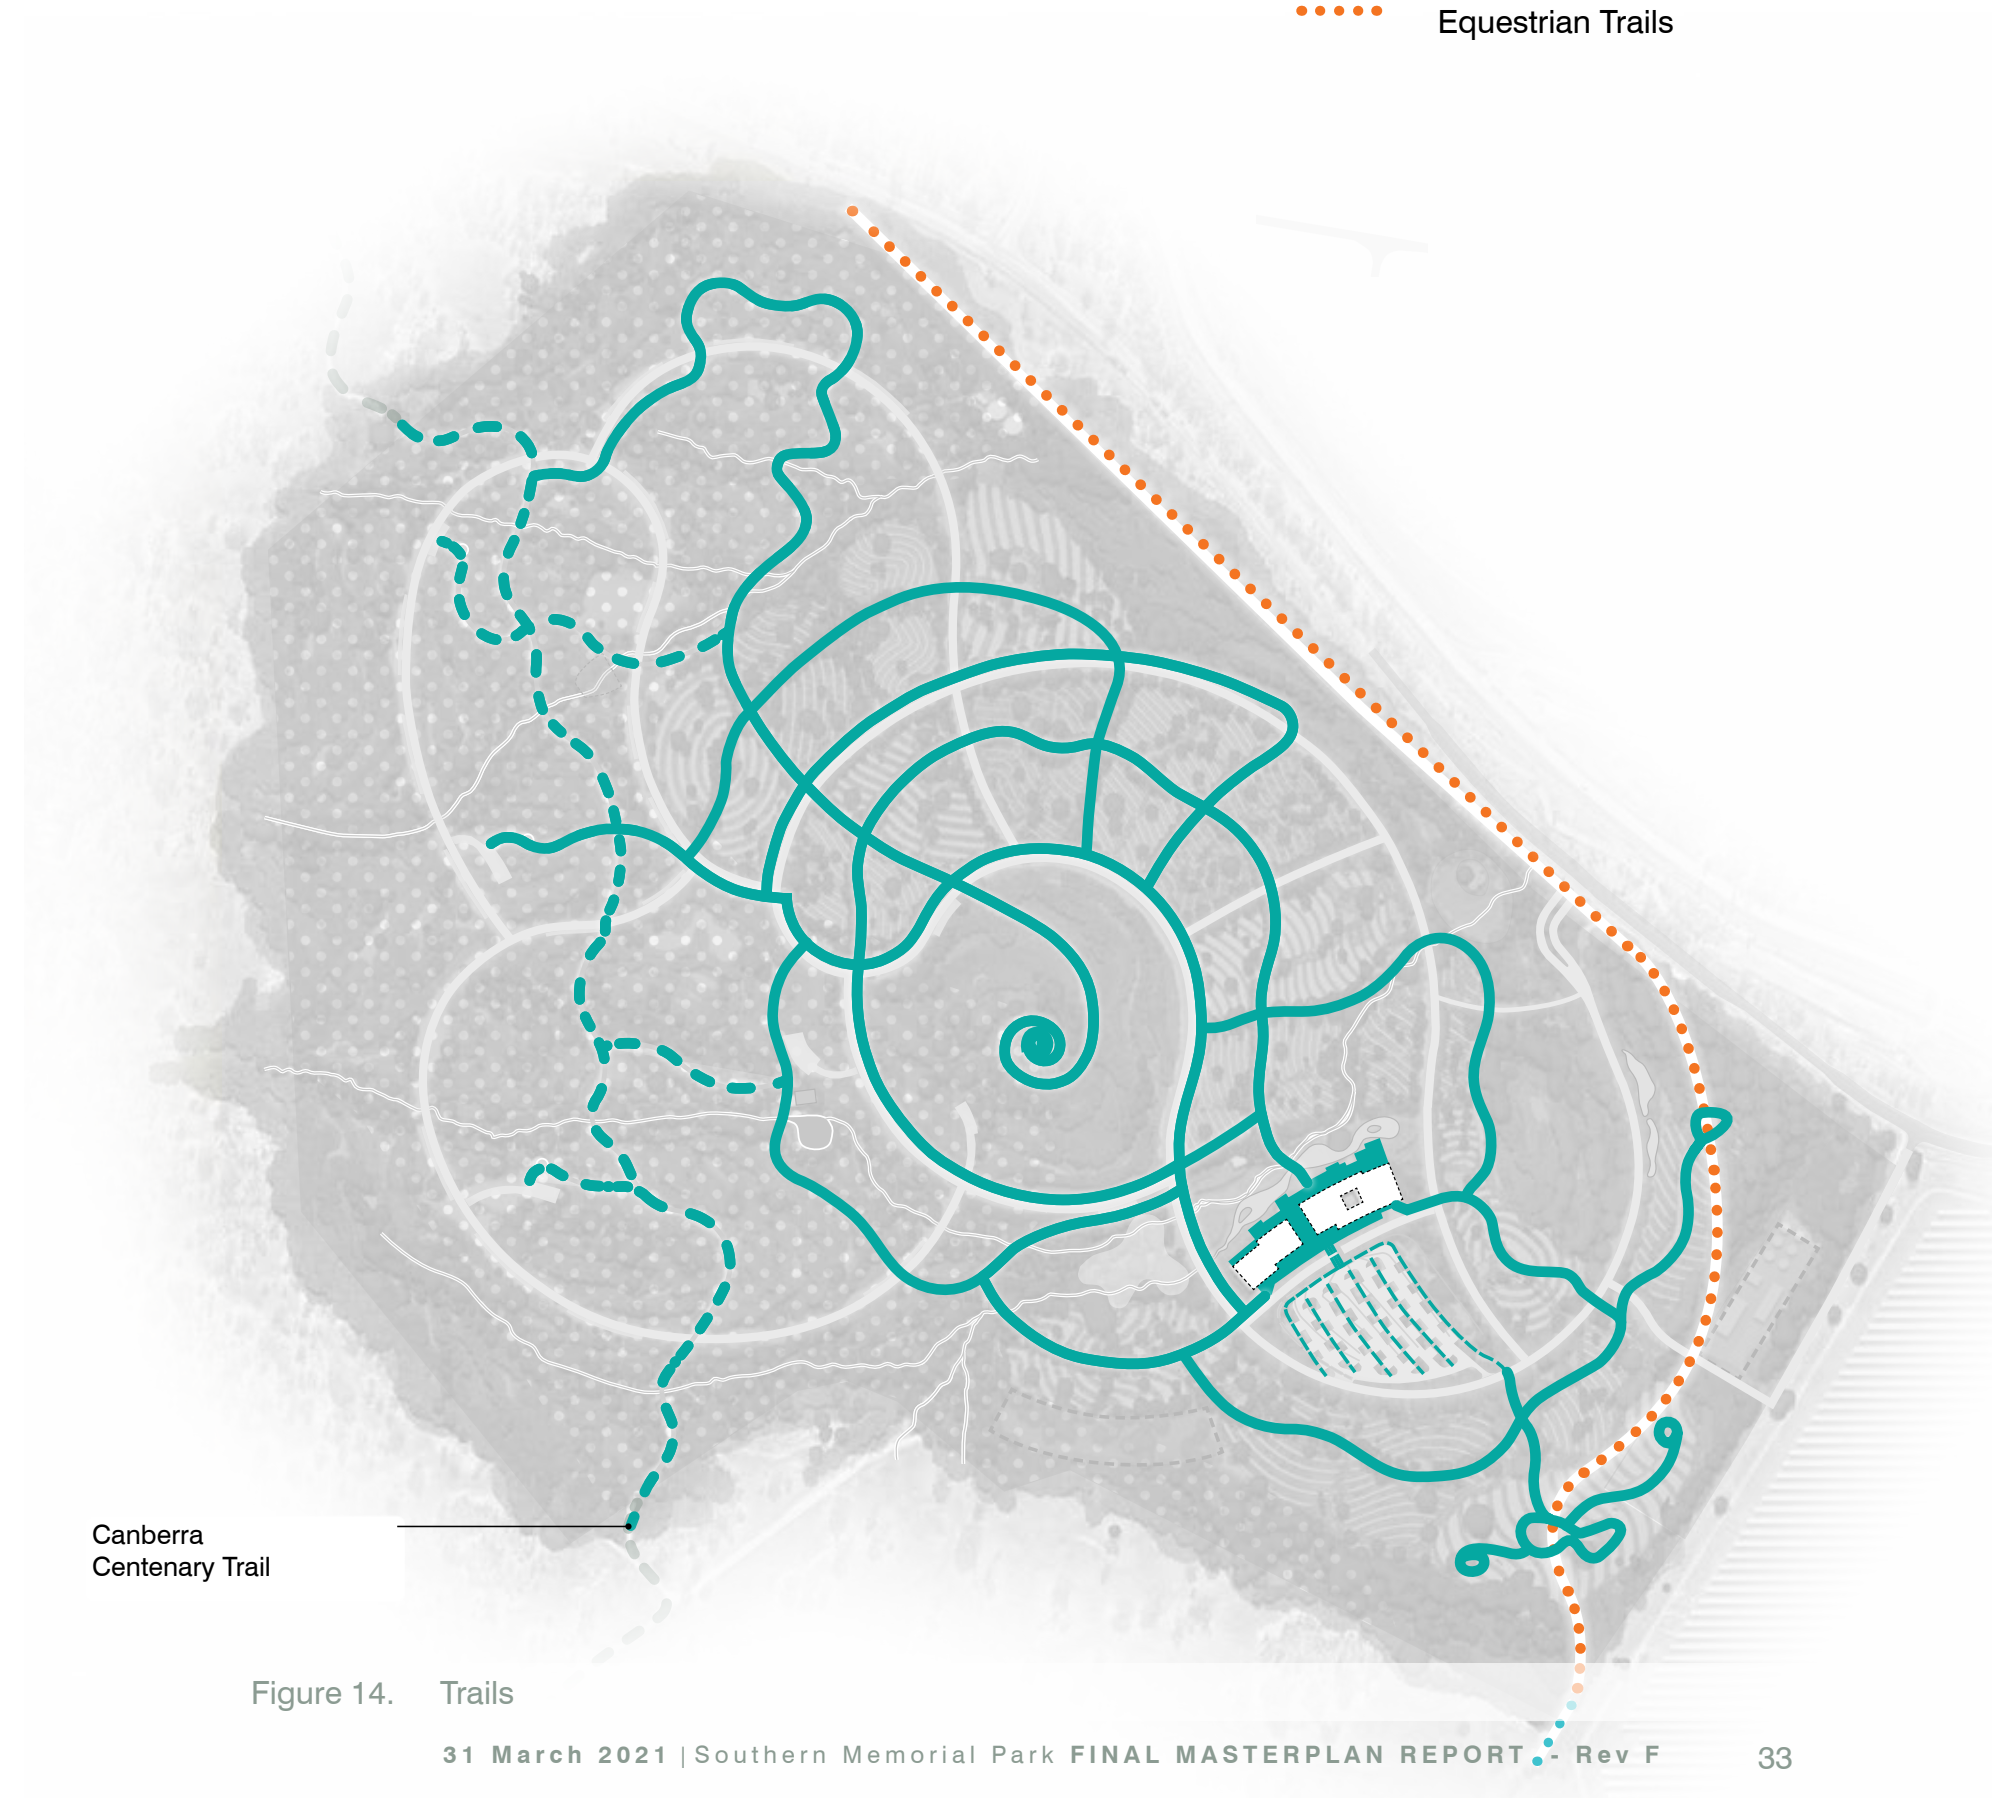 Equestrian Trails
Canberra
Centenary Trail
Figure 14. Trails
31 March 2021 | Southern Memorial Park FINAL MASTERPLAN REPORT - Rev F 33